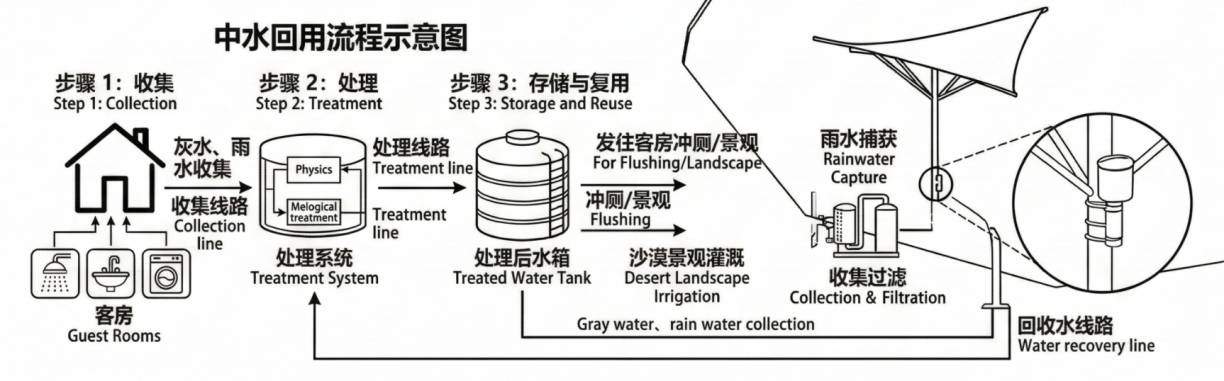 中水回用流程示意图
步骤 1：收集
Step 1: Collection
步骤 2：处理
Step 2: Treatment
步骤 3：存储与复用
Step 3: Storage and Reuse
灰水、雨
水收集
收集线路
Collection
line
客房
Guest Rooms
Physics
Melogical
treatment
处理系统
Treatment System
处理线路
Treatment line
Treatment
line
处理后水箱
Treated Water Tank
发往客房冲厕/景观
For Flushing/Landscape
冲厕/景观
Flushing
沙漠景观灌溉
Desert Landscape
Irrigation
雨水捕获
Rainwater
Capture
收集过滤
Collection & Filtration
Gray water、rain water collection
回收水线路
Water recovery line